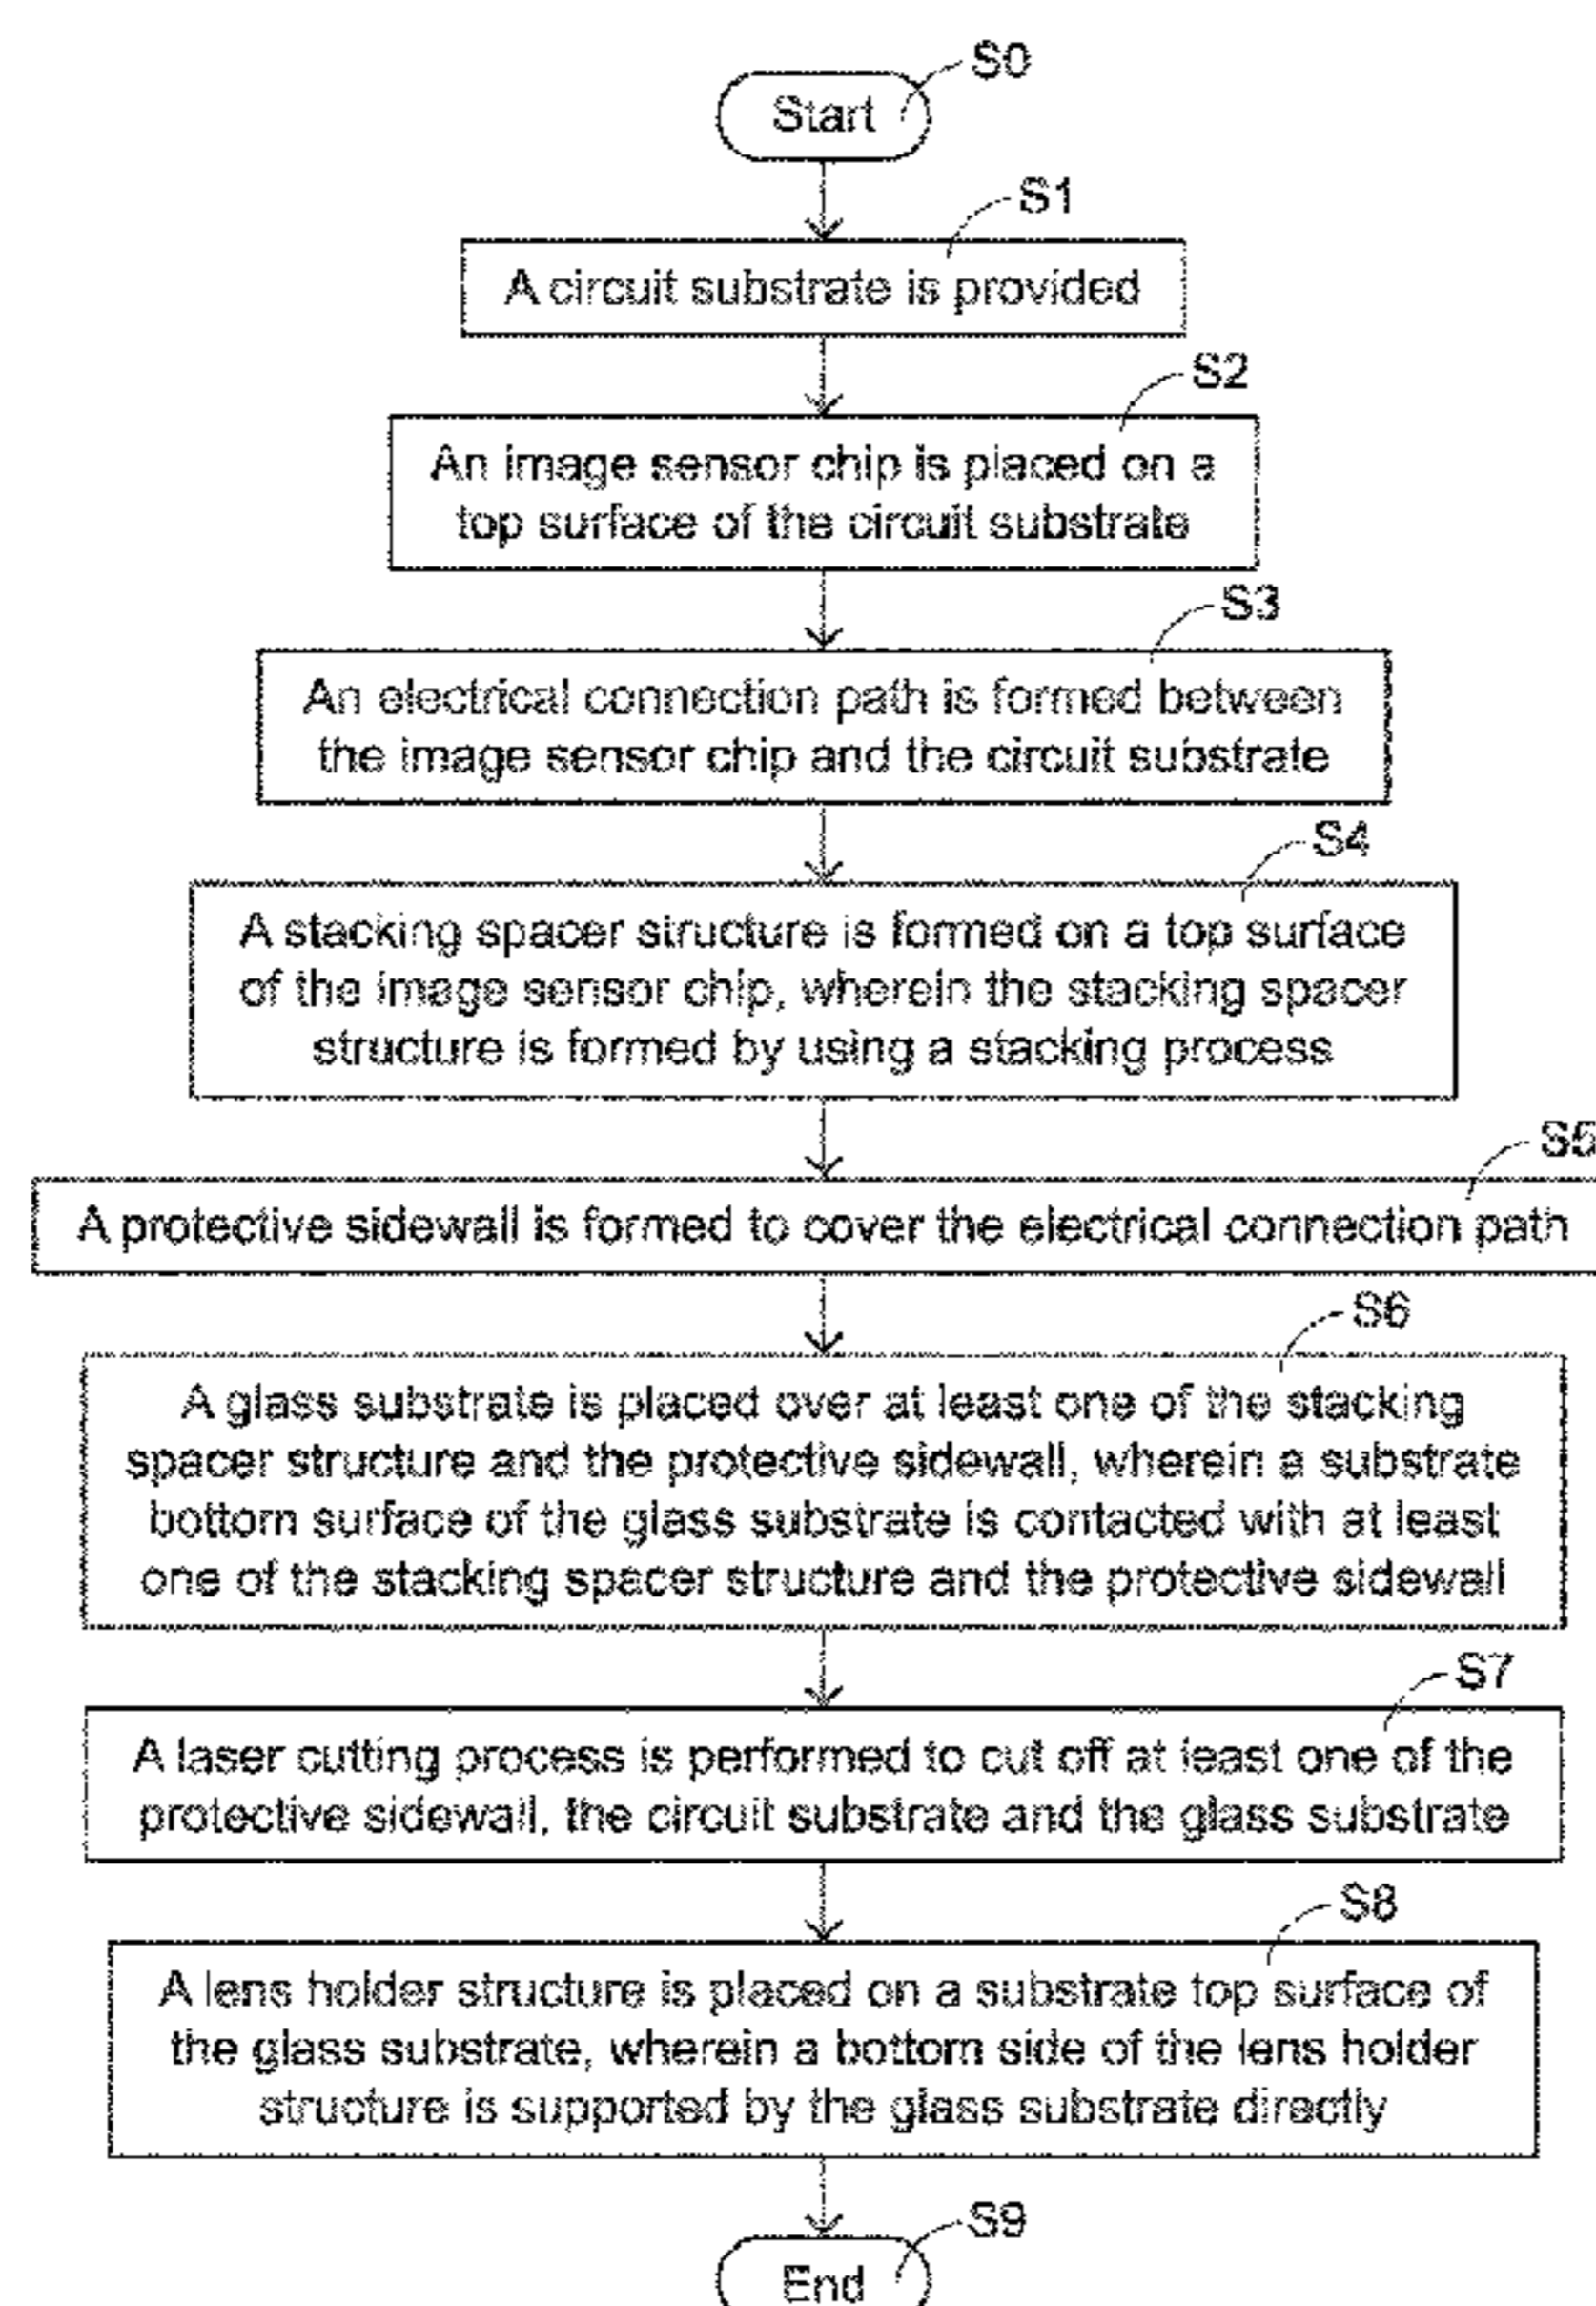 S0
Start
S1
A circuit substrate is provided
S2
An image sensor chip is placed on a
top surface of the circuit substrate
S3
An electrical connection path is formed between
the image sensor chip and the circuit substrate
S4
A stacking spacer structure is formed on a top surface
of the image sensor chip, wherein the stacking spacer
structure is formed by using a stacking process
S5
A protective sidewall is formed to cover the electrical connection path
S6
A glass substrate is placed over at least one of the stacking
spacer structure and the protective sidewall, wherein a substrate
bottom surface of the glass substrate is contacted with at least
one of the stacking spacer structure and the protective sidewall
S7
A laser cutting process is performed to cut off at least one of the
protective sidewall, the circuit substrate and the glass substrate
S8
A lens holder structure is placed on a substrate top surface of
the glass substrate, wherein a bottom side of the lens holder
structure is supported by the glass substrate directly
S9
End